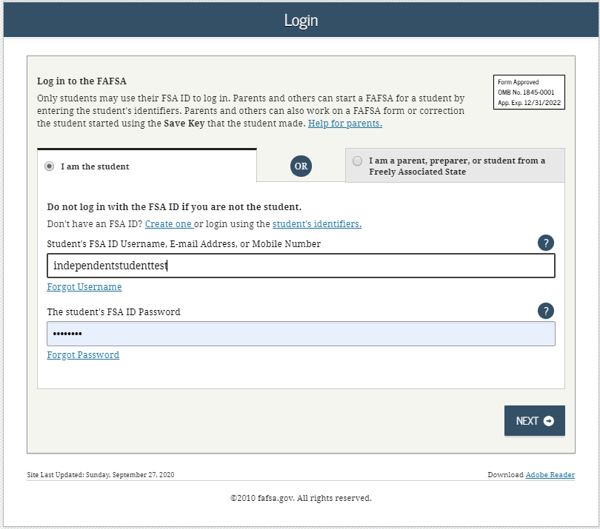 Login
Log in to the FAFSA
Form Approved
OMB No. 1845-0001
App. Exp. 12/31/2022
Only students may use their FSA ID to log in. Parents and others can start a FAFSA for a student by
entering the student's identifiers. Parents and others can also work on a FAFSA form or correction
the student started using the Save Key that the student made. Help for parents.
I am the student
OR
I am a parent, preparer, or student from a
Freely Associated State
Do not log in with the FSA ID if you are not the student.
Don't have an FSA ID? Create one or login using the student's identifiers.
Student's FSA ID Username, E-mail Address, or Mobile Number
?
independentstudenttest
Forgot Username
The student's FSA ID Password
?
••••••••
Forgot Password
NEXT
Site Last Updated: Sunday, September 27, 2020
Download Adobe Reader
©2010 fafsa.gov. All rights reserved.